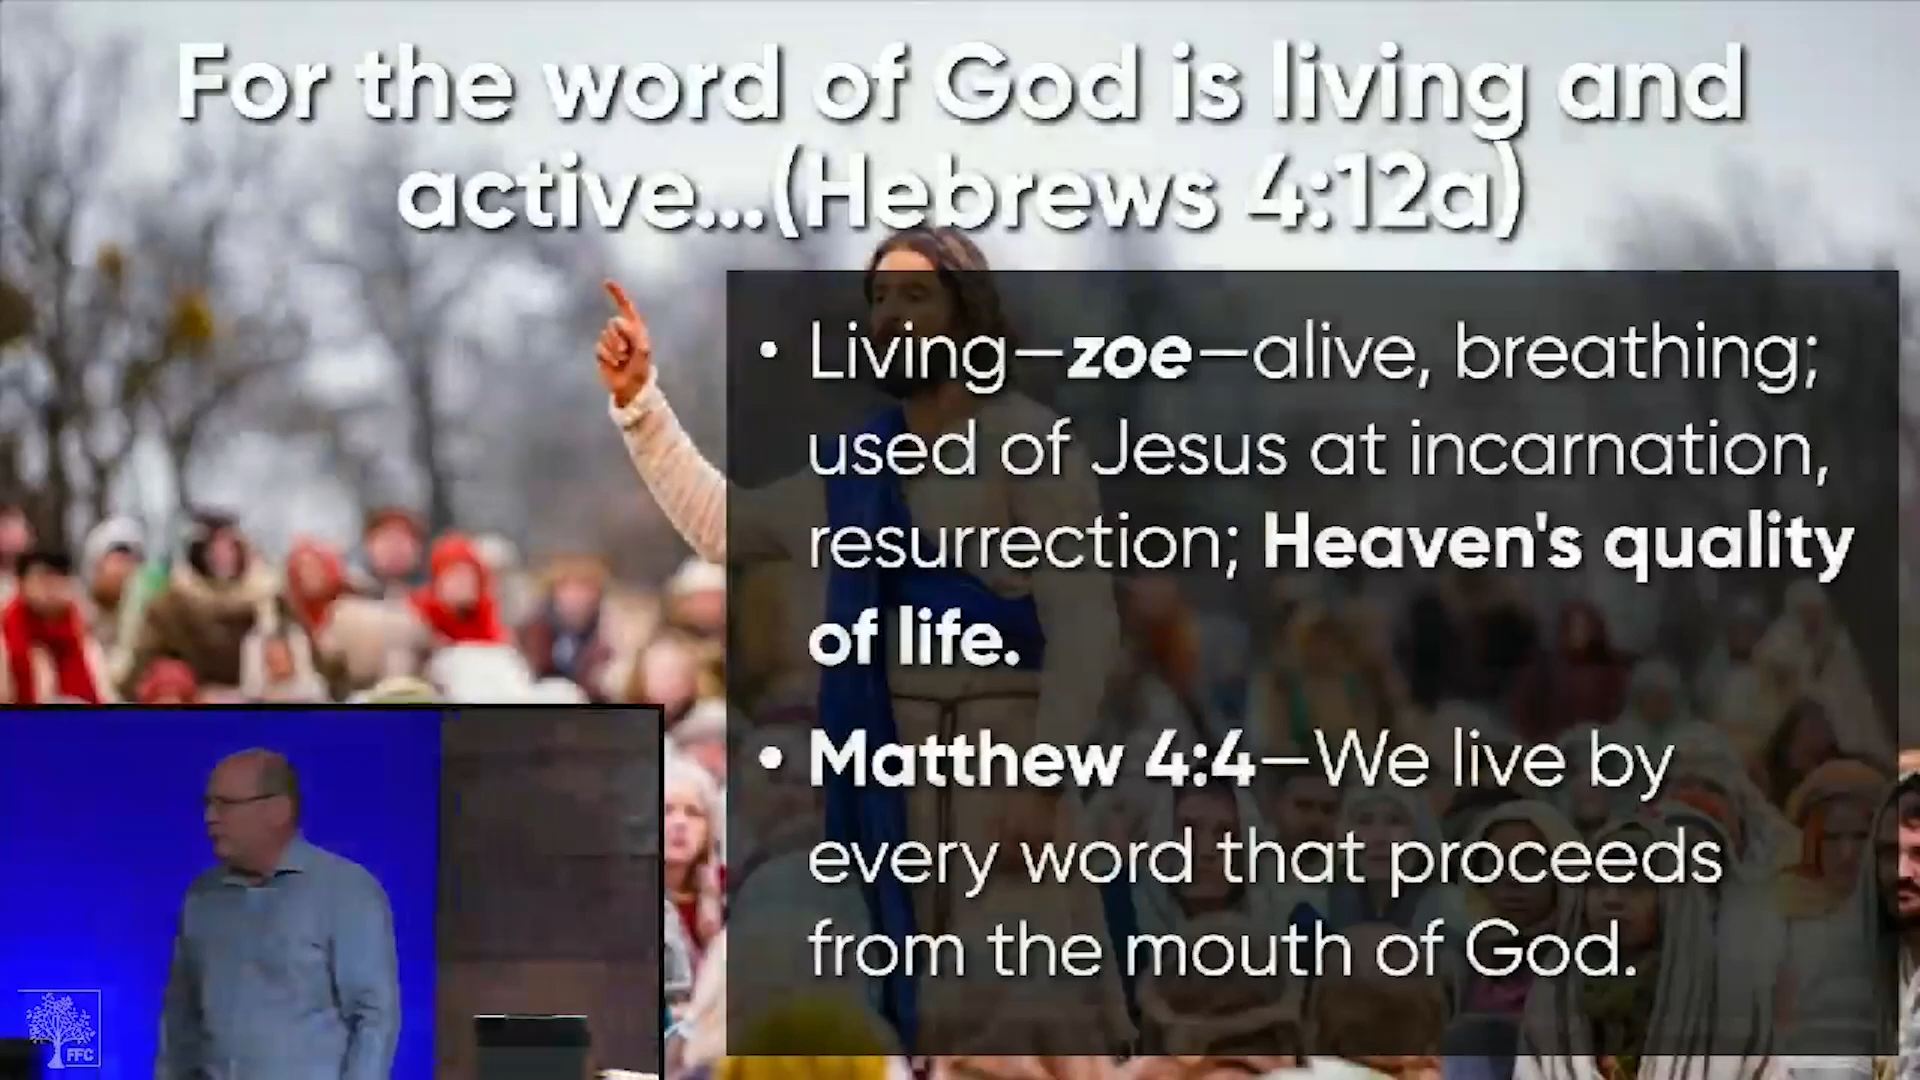 For the word of God is living and
active...(Hebrews 4:12a)
• Living—zoe—alive, breathing;
used of Jesus at incarnation,
resurrection; Heaven's quality
of life.
• Matthew 4:4—We live by
every word that proceeds
from the mouth of God.
FFC